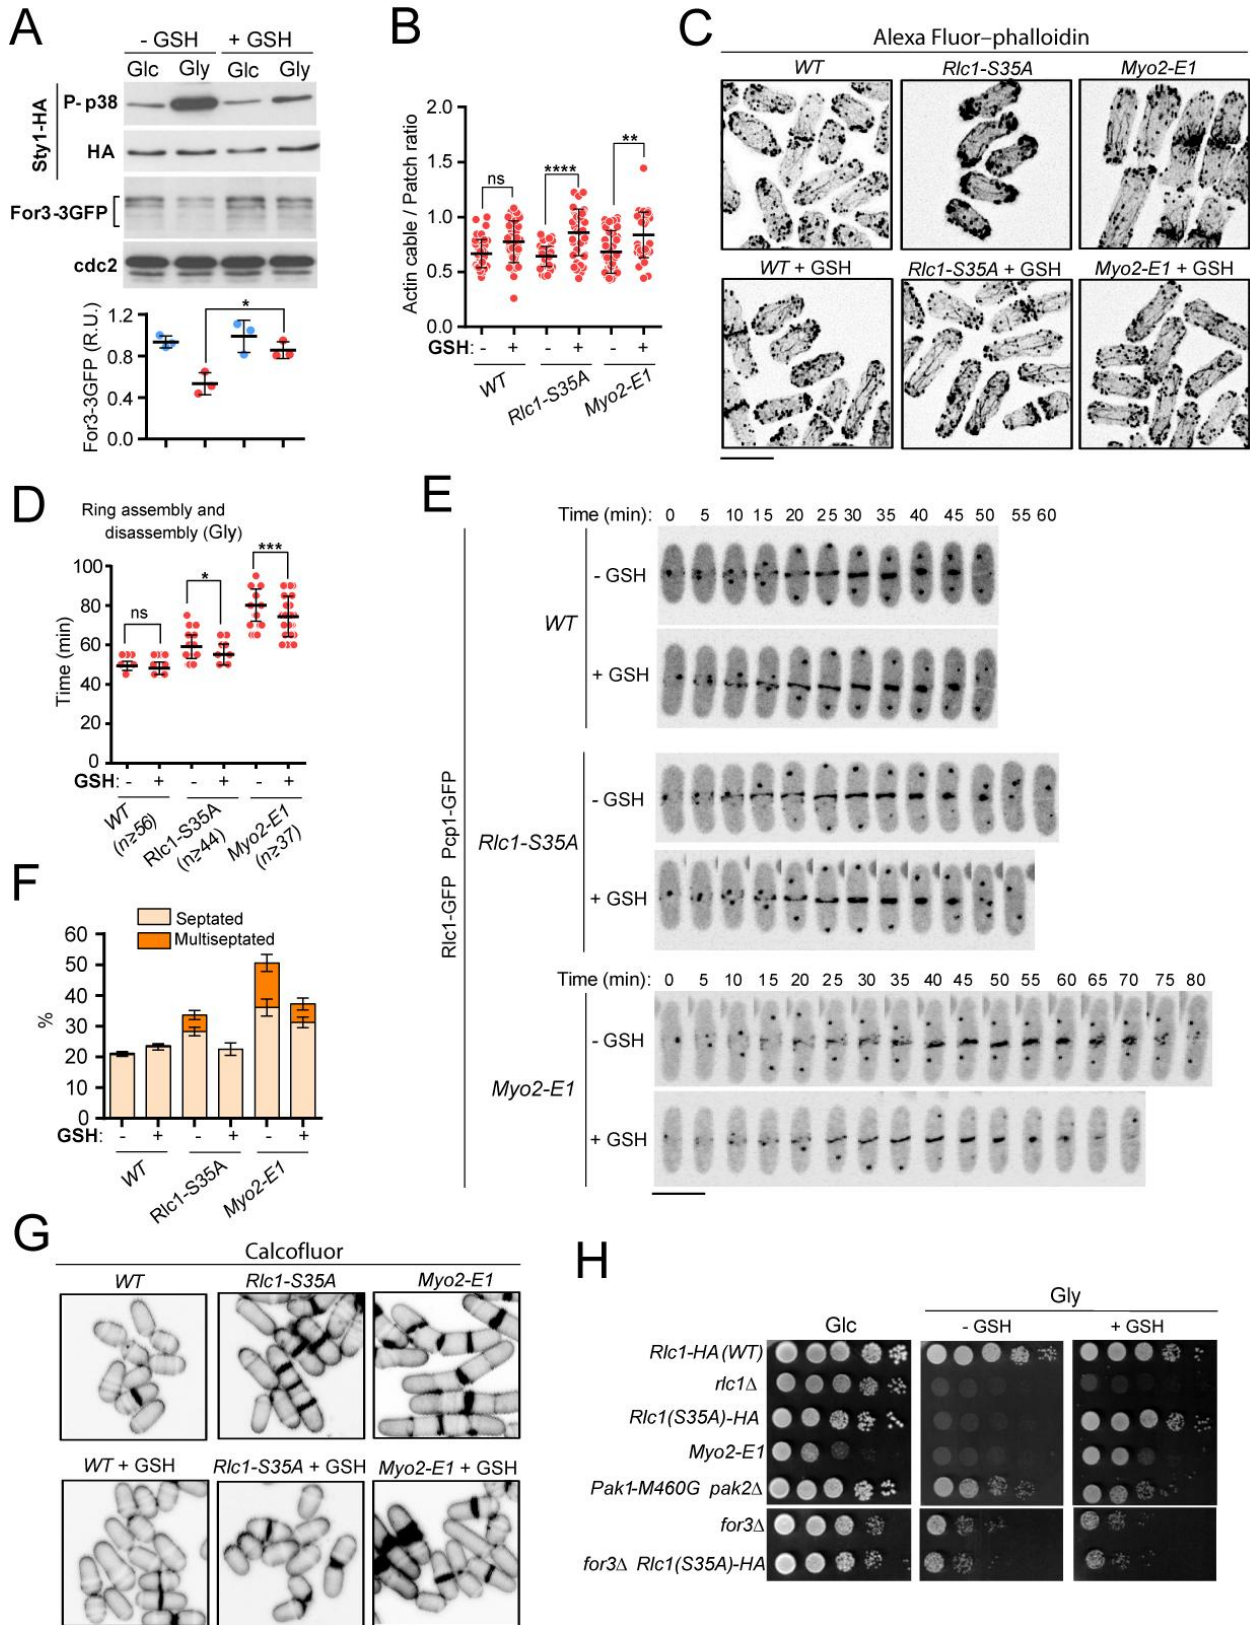 A
- GSH + GSH
Glc Gly Glc Gly
Sty1-HA
P-p38
HA
For3-3GFP
cdc2
For3-3GFP (R.U.)
1.2
0.8
0.4
0.0
*
B
Actin cable / Patch ratio
2.0
1.5
1.0
0.5
0.0
ns
****
**
GSH: - + - + - +
WT
Rlc1-S35A
Myo2-E1
C
Alexa Fluor–phalloidin
WT Rlc1-S35A Myo2-E1
WT + GSH Rlc1-S35A + GSH Myo2-E1 + GSH
D
Ring assembly and
disassembly (Gly)
Time (min)
100
80
60
40
20
0
ns
*
***
GSH: - + - + - +
WT
(n≥56)
Rlc1-S35A
(n≥44)
Myo2-E1
(n≥37)
E
Time (min): 0 5 10 15 20 25 30 35 40 45 50 55 60
Rlc1-GFP Pcp1-GFP
WT
- GSH
+ GSH
Rlc1-S35A
- GSH
+ GSH
Time (min): 0 5 10 15 20 25 30 35 40 45 50 55 60 65 70 75 80
Myo2-E1
- GSH
+ GSH
F
Septated
Multiseptated
%
60
50
40
30
20
10
0
GSH: - + - + - +
WT
Rlc1-S35A
Myo2-E1
G
Calcofluor
WT Rlc1-S35A Myo2-E1
WT + GSH Rlc1-S35A + GSH Myo2-E1 + GSH
H
Gly
Glc - GSH + GSH
Rlc1-HA (WT)
rlc1Δ
Rlc1(S35A)-HA
Myo2-E1
Pak1-M460G pak2Δ
for3Δ
for3Δ Rlc1(S35A)-HA